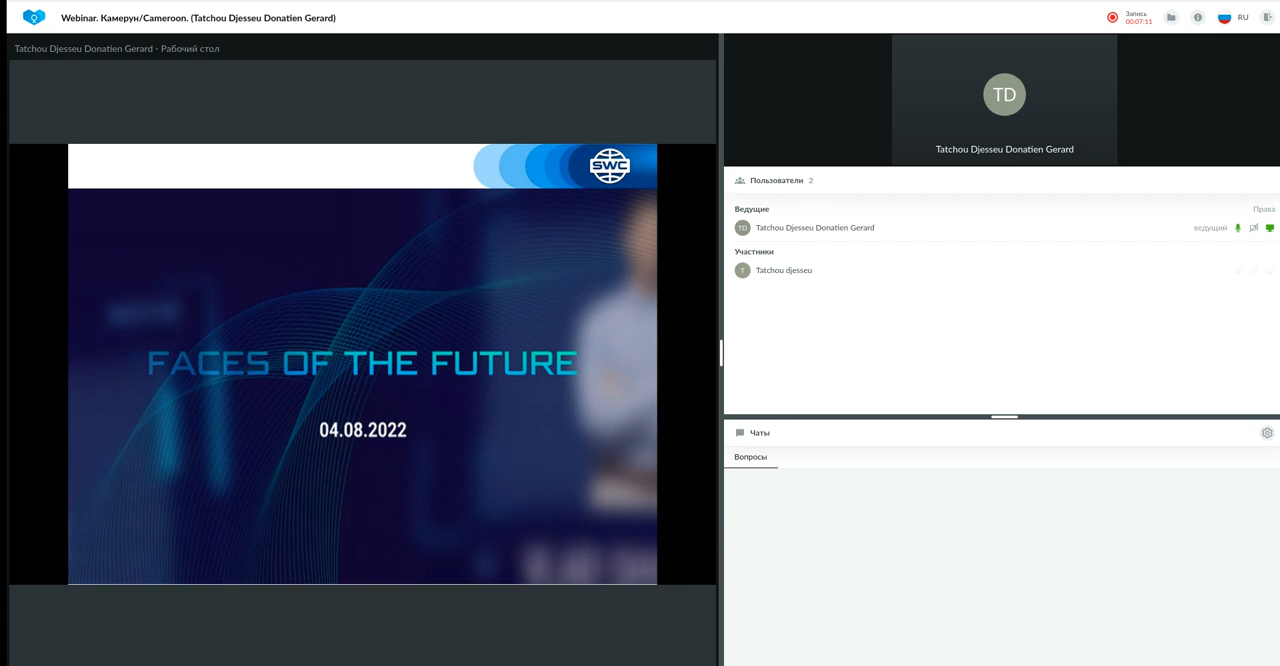 Webinar. Камерун/Cameroon. (Tatchou Djesseu Donatien Gerard)
Запись
00:07:11
RU
Tatchou Djesseu Donatien Gerard - Рабочий стол
SWC
FACES OF THE FUTURE
04.08.2022
TD
Tatchou Djesseu Donatien Gerard
Пользователи 2
Ведущие Права
TD Tatchou Djesseu Donatien Gerard ведущий
Участники
T Tatchou djesseu
Чаты
Вопросы